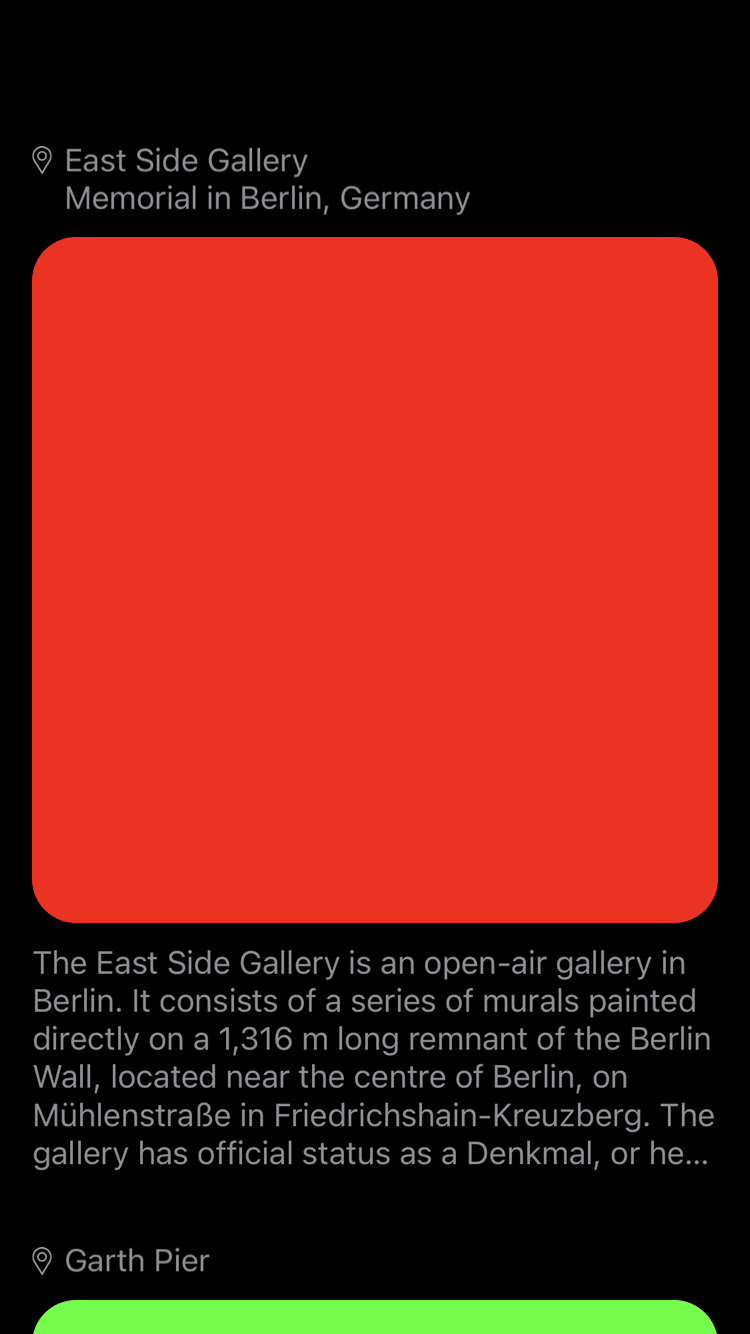 East Side Gallery
Memorial in Berlin, Germany
The East Side Gallery is an open-air gallery in
Berlin. It consists of a series of murals painted
directly on a 1,316 m long remnant of the Berlin
Wall, located near the centre of Berlin, on
Mühlenstraße in Friedrichshain-Kreuzberg. The
gallery has official status as a Denkmal, or he...
Garth Pier